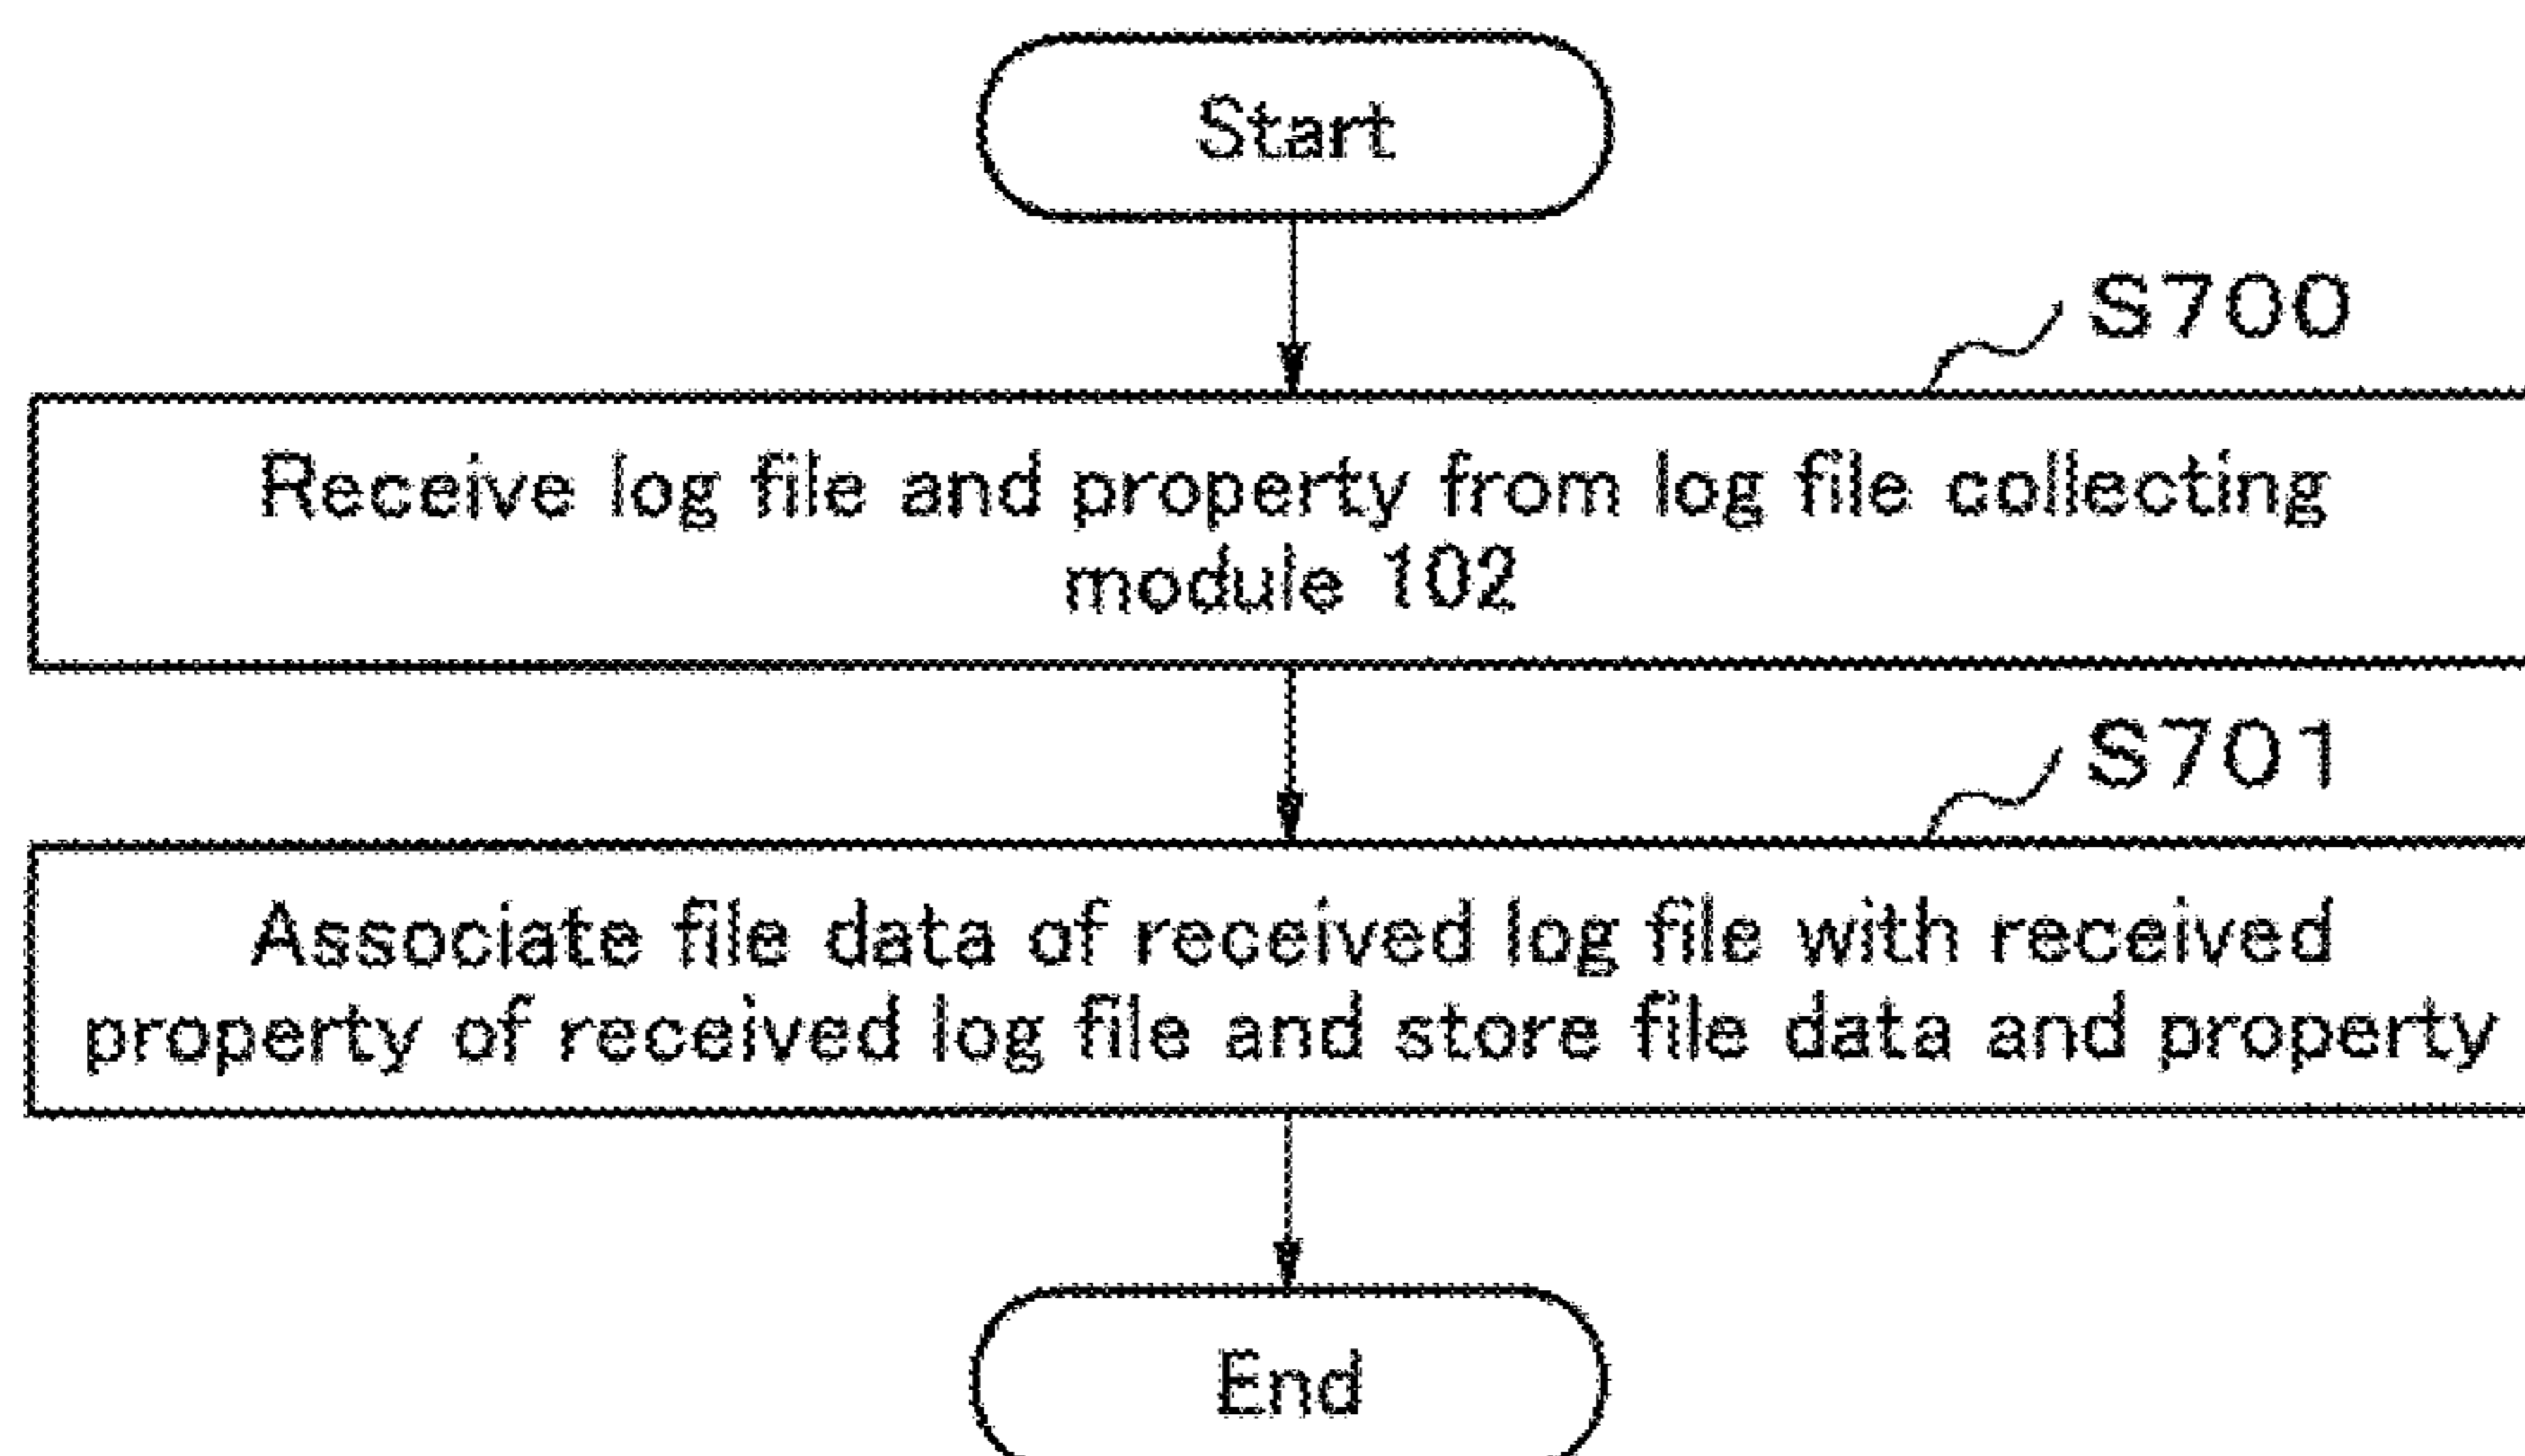 Start
S700
Receive log file and property from log file collecting
module 102
S701
Associate file data of received log file with received
property of received log file and store file data and property
End